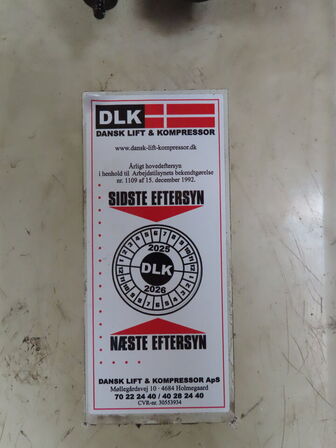 DLK
DANSK LIFT & KOMPRESSOR
www.dansk-lift-kompressor.dk
Årligt hovedeftersyn
i henhold til Arbejdstilsynets bekendtgørelse
nr. 1109 af 15. december 1992.
SIDSTE EFTERSYN
2025
DLK
2026
NÆSTE EFTERSYN
DANSK LIFT & KOMPRESSOR ApS
Møllegårdsvej 10 - 4684 Holmegaard
70 22 24 40 / 40 28 24 40
CVR-nr. 30553934